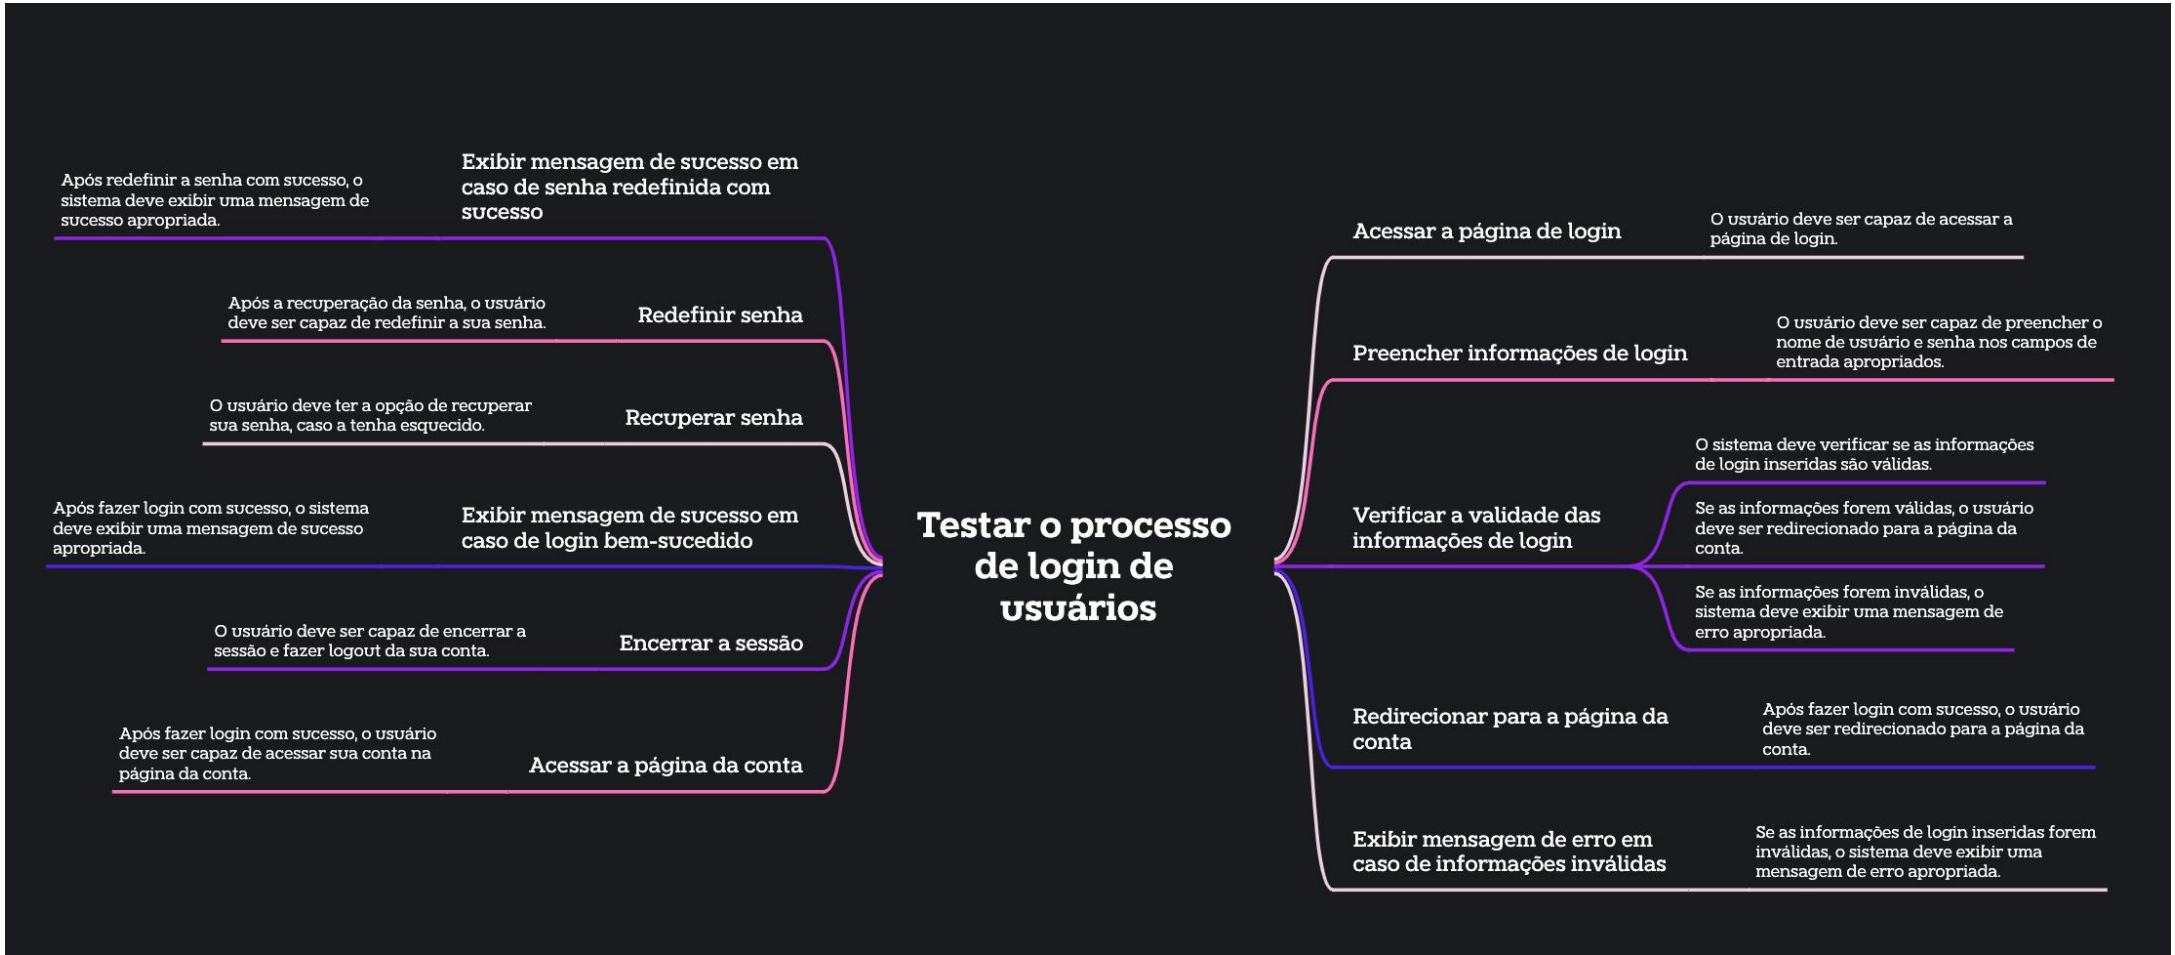 Testar o processo
de login de
usuários
Acessar a página de login
O usuário deve ser capaz de acessar a
página de login.
Preencher informações de login
O usuário deve ser capaz de preencher o
nome de usuário e senha nos campos de
entrada apropriados.
Verificar a validade das
informações de login
O sistema deve verificar se as informações
de login inseridas são válidas.
Se as informações forem válidas, o usuário
deve ser redirecionado para a página da
conta.
Se as informações forem inválidas, o
sistema deve exibir uma mensagem de
erro apropriada.
Redirecionar para a página da
conta
Após fazer login com sucesso, o usuário
deve ser redirecionado para a página da
conta.
Exibir mensagem de erro em
caso de informações inválidas
Se as informações de login inseridas forem
inválidas, o sistema deve exibir uma
mensagem de erro apropriada.
Exibir mensagem de sucesso em
caso de senha redefinida com
sucesso
Após redefinir a senha com sucesso, o
sistema deve exibir uma mensagem de
sucesso apropriada.
Redefinir senha
Após a recuperação da senha, o usuário
deve ser capaz de redefinir a sua senha.
Recuperar senha
O usuário deve ter a opção de recuperar
sua senha, caso a tenha esquecido.
Exibir mensagem de sucesso em
caso de login bem-sucedido
Após fazer login com sucesso, o sistema
deve exibir uma mensagem de sucesso
apropriada.
Encerrar a sessão
O usuário deve ser capaz de encerrar a
sessão e fazer logout da sua conta.
Acessar a página da conta
Após fazer login com sucesso, o usuário
deve ser capaz de acessar sua conta na
página da conta.